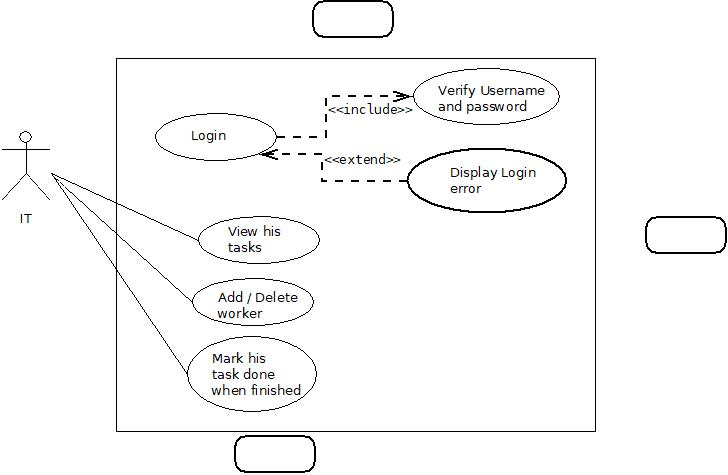 Verify Username
and password
<<include>>
Login
<<extend>>
Display Login
error
IT
View his
tasks
Add / Delete
worker
Mark his
task done
when finished